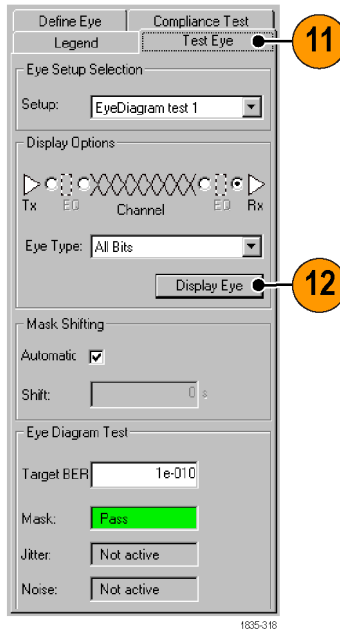 Define Eye
Compliance Test
Legend
Test Eye
11
Eye Setup Selection
Setup:
EyeDiagram test 1
Display Options
Tx
EQ
Channel
EQ
Rx
Eye Type:
All Bits
Display Eye
12
Mask Shifting
Automatic
Shift:
0 s
Eye Diagram Test
Target BER
1e-010
Mask:
Pass
Jitter:
Not active
Noise:
Not active
1835-318